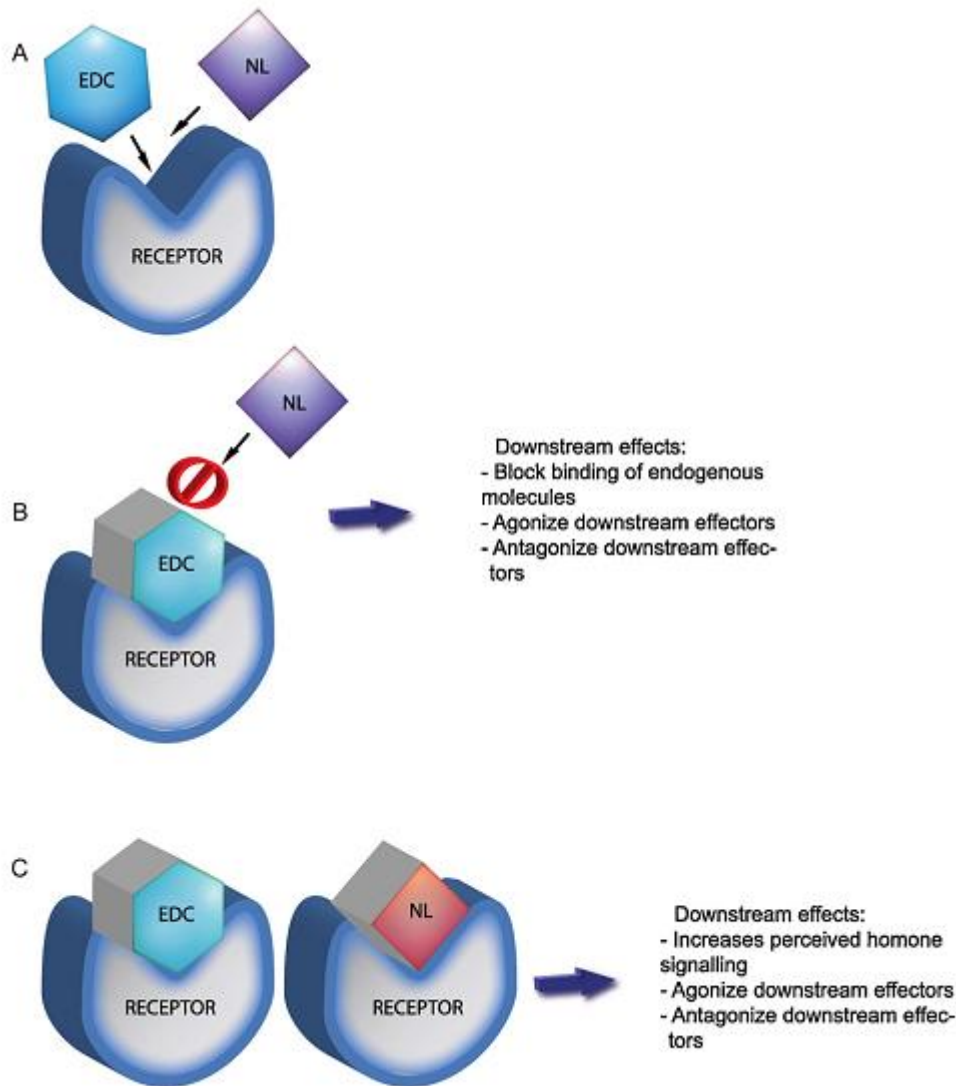 A
EDC
NL
RECEPTOR
B
NL
EDC
RECEPTOR
Downstream effects:
- Block binding of endogenous
molecules
- Agonize downstream effectors
- Antagonize downstream effec-
tors
C
EDC
RECEPTOR
NL
RECEPTOR
Downstream effects:
- Increases perceived homone
signalling
- Agonize downstream effectors
- Antagonize downstream effec-
tors